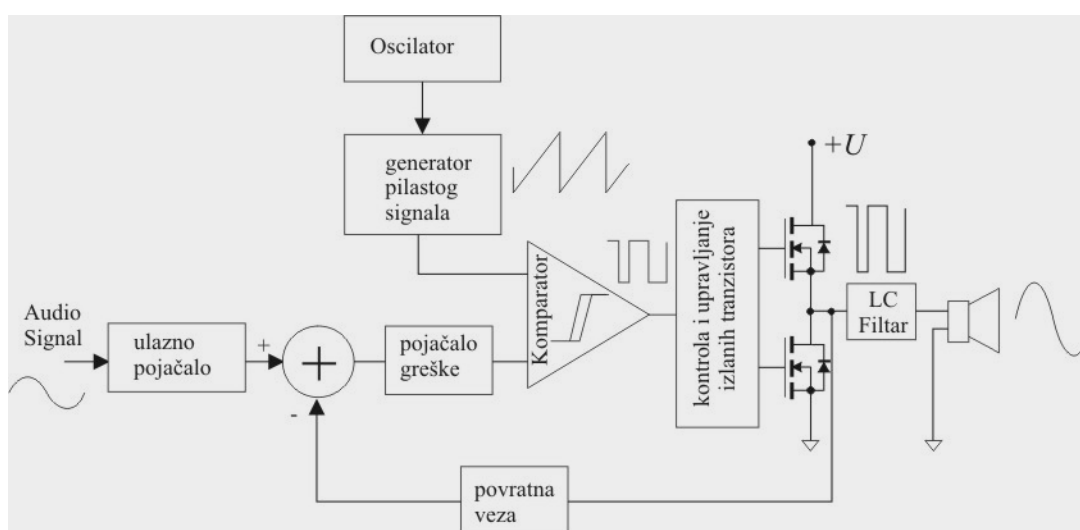 Oscilator
generator
pilastog
signala
+U
Komparator
kontrola i upravljanje
izlanih tranzistora
LC
Filtar
Audio
Signal
ulazno
pojačalo
+
+
-
pojačalo
greške
povratna
veza